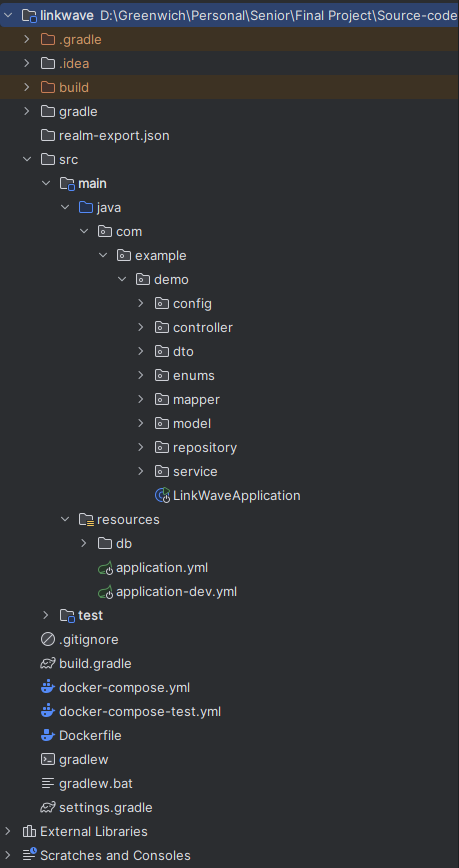 linkwave D:\Greenwich\Personal\Senior\Final Project\Source-code
.gradle
.idea
build
gradle
realm-export.json
src
main
java
com
example
demo
config
controller
dto
enums
mapper
model
repository
service
LinkWaveApplication
resources
db
application.yml
application-dev.yml
test
.gitignore
build.gradle
docker-compose.yml
docker-compose-test.yml
Dockerfile
gradlew
gradlew.bat
settings.gradle
External Libraries
Scratches and Consoles